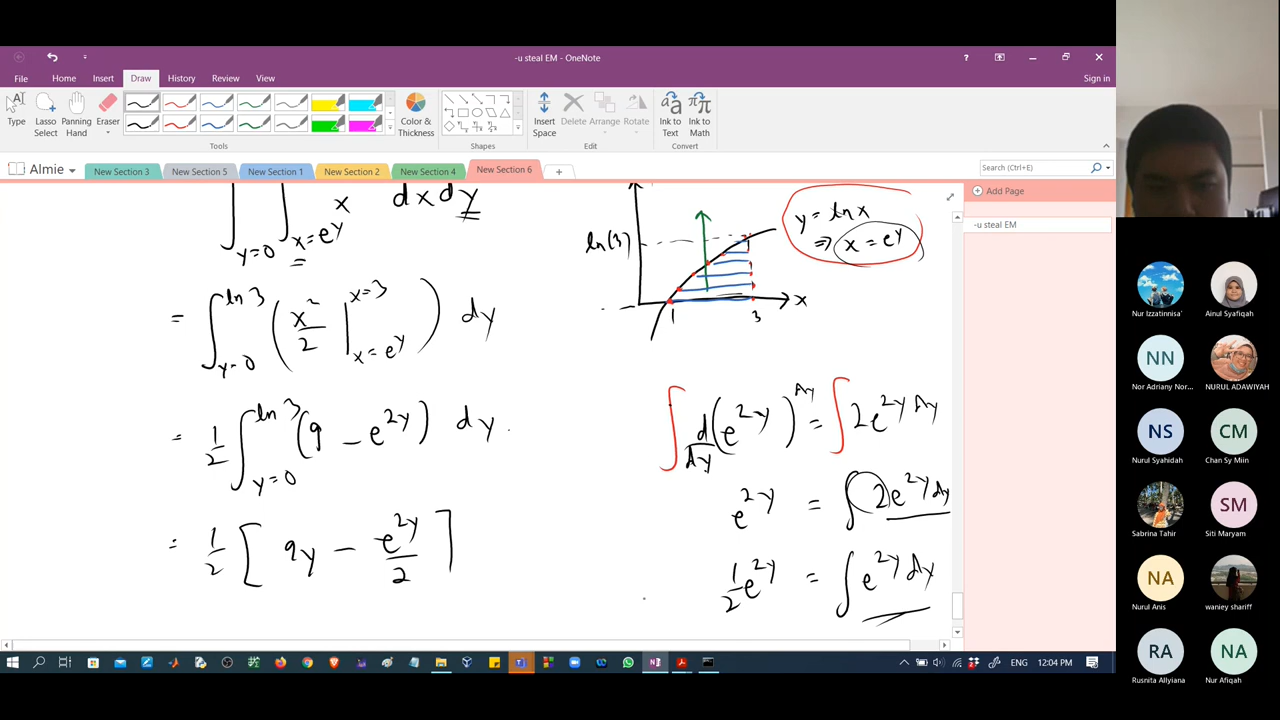 -u steal EM - OneNote
File Home Insert Draw History Review View
Sign in
Type
Lasso Select
Panning Hand
Eraser
Color & Thickness
Insert Space
Delete
Arrange
Rotate
Ink to Text
Ink to Math
Tools
Shapes
Edit
Convert
Almie
New Section 3
New Section 5
New Section 1
New Section 2
New Section 4
New Section 6
Search (Ctrl+E)
Add Page
-u steal EM
∫_{y=0} ∫_{x=e^y} x dx dy
= ∫_{y=0}^{ln 3} ( x²/2 |_{x=e^y}^{x=3} ) dy
= 1/2 ∫_{y=0}^{ln 3} (9 - e^{2y}) dy.
= 1/2 [ 9y - e^{2y}/2 ]
y = ln x
⇒ x = e^y
ln(3)
1
3
x
∫ d/dy (e^{2y}) dy = ∫ 2e^{2y} dy
e^{2y} = ∫ 2e^{2y} dy
1/2 e^{2y} = ∫ e^{2y} dy
Nur Izzatinnisa'
Ainul Syafiqah
NN
Nor Adriany Nor...
NURUL ADAWIYAH
NS
Nurul Syahidah
CM
Chan Sy Miin
Sabrina Tahir
SM
Siti Maryam
NA
Nurul Anis
waniey shariff
RA
Rusnita Allyiana
NA
Nur Afiqah
ENG
12:04 PM